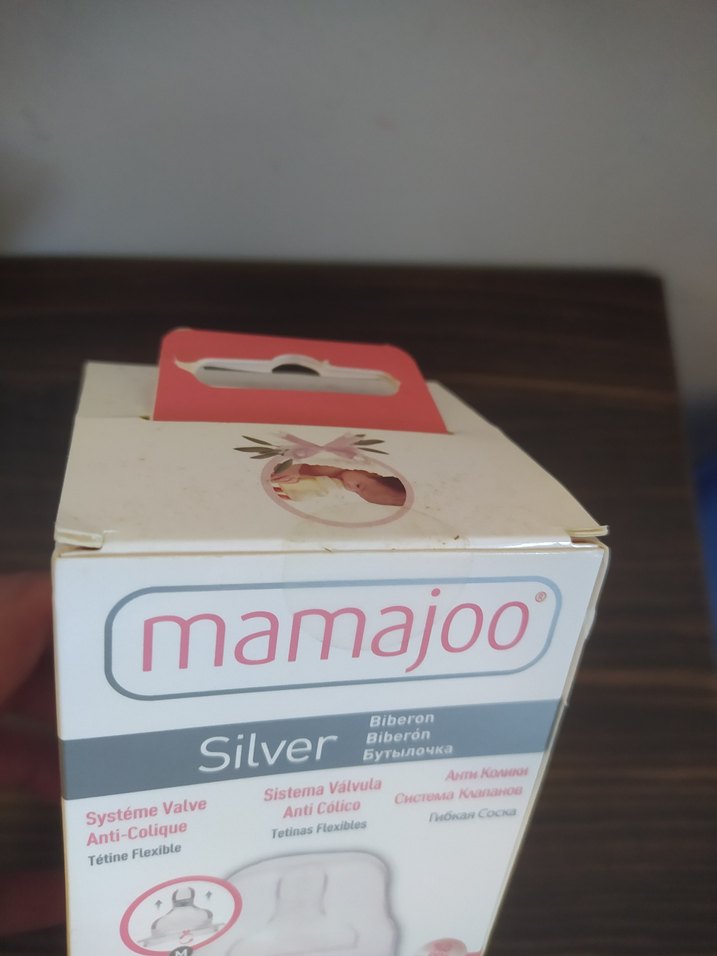 mamajoo®
Silver
Biberon
Biberón
Бутылочка
Systéme Valve
Anti-Colique
Tétine Flexible
Sistema Válvula
Anti Cólico
Tetinas Flexibles
Анти Колики
Система Клапанов
Гибкая Соска
M